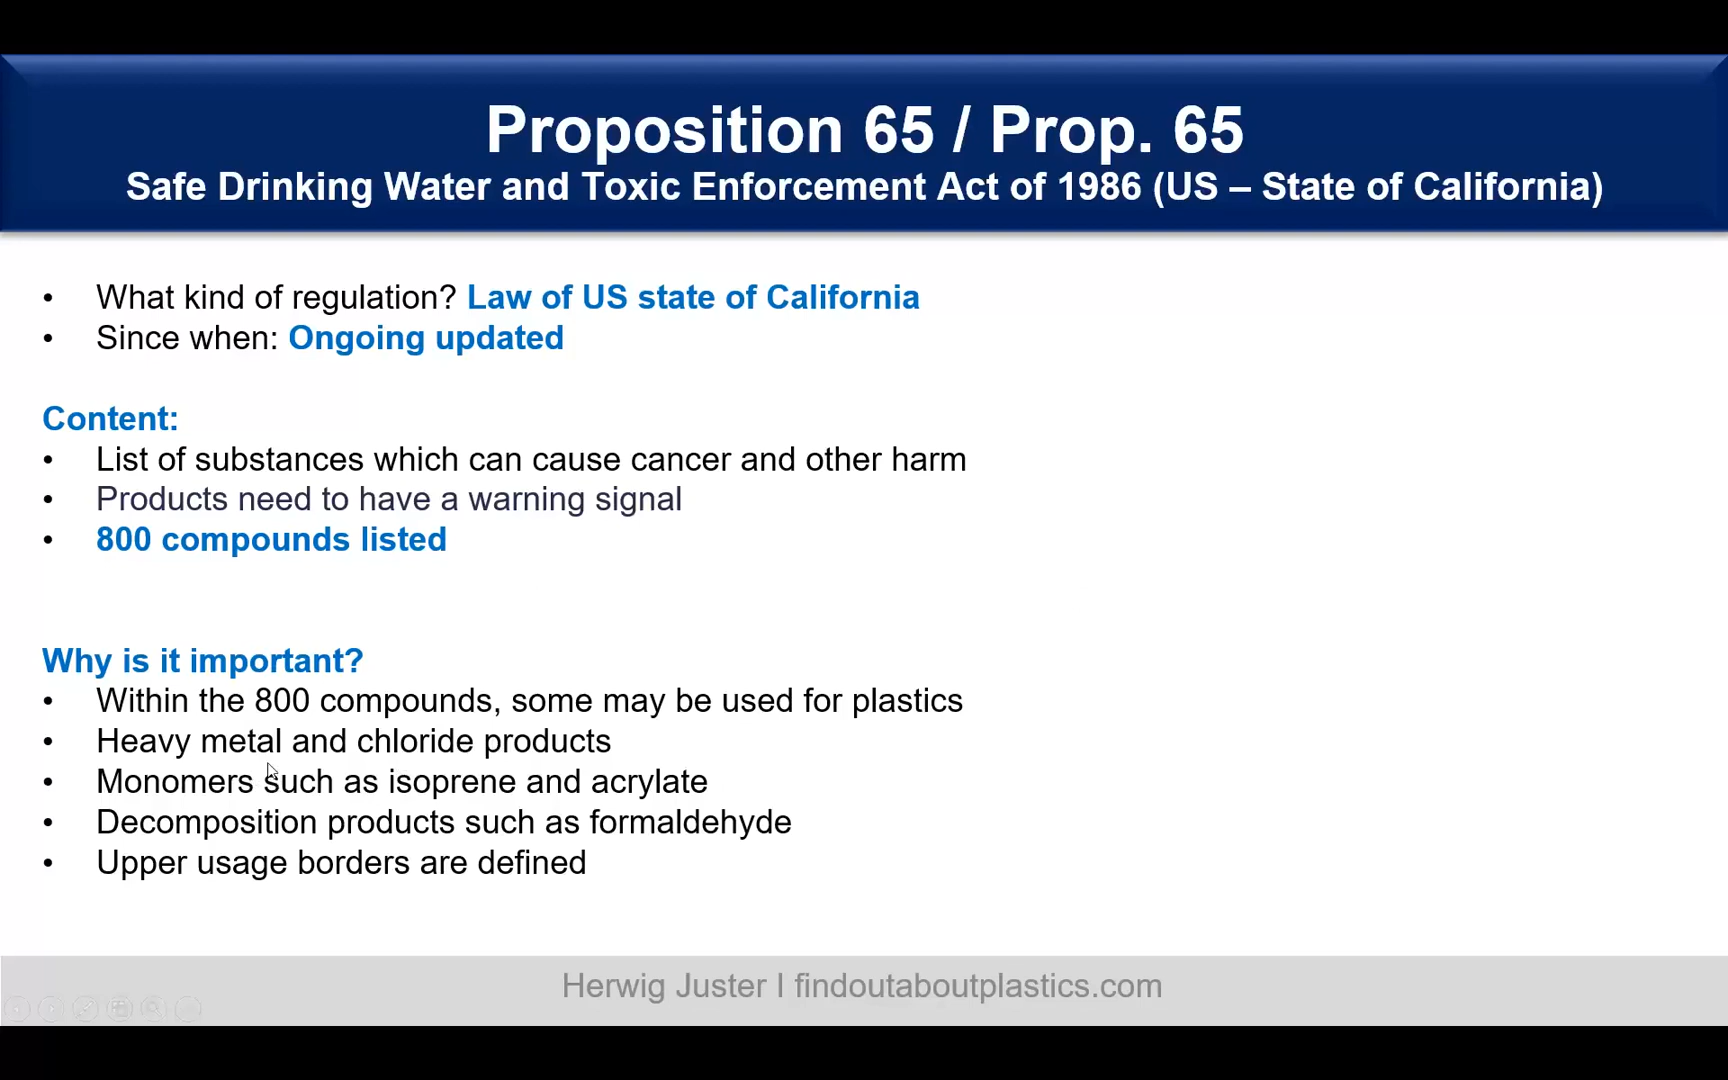 Proposition 65 / Prop. 65
Safe Drinking Water and Toxic Enforcement Act of 1986 (US – State of California)
• What kind of regulation? Law of US state of California
• Since when: Ongoing updated
Content:
• List of substances which can cause cancer and other harm
• Products need to have a warning signal
• 800 compounds listed
Why is it important?
• Within the 800 compounds, some may be used for plastics
• Heavy metal and chloride products
• Monomers such as isoprene and acrylate
• Decomposition products such as formaldehyde
• Upper usage borders are defined
Herwig Juster I findoutaboutplastics.com